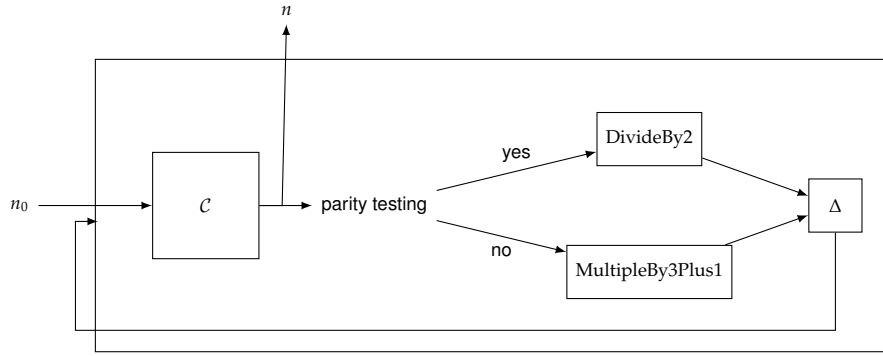 n
DivideBy2
yes
n₀
𝒞
parity testing
Δ
no
MultipleBy3Plus1